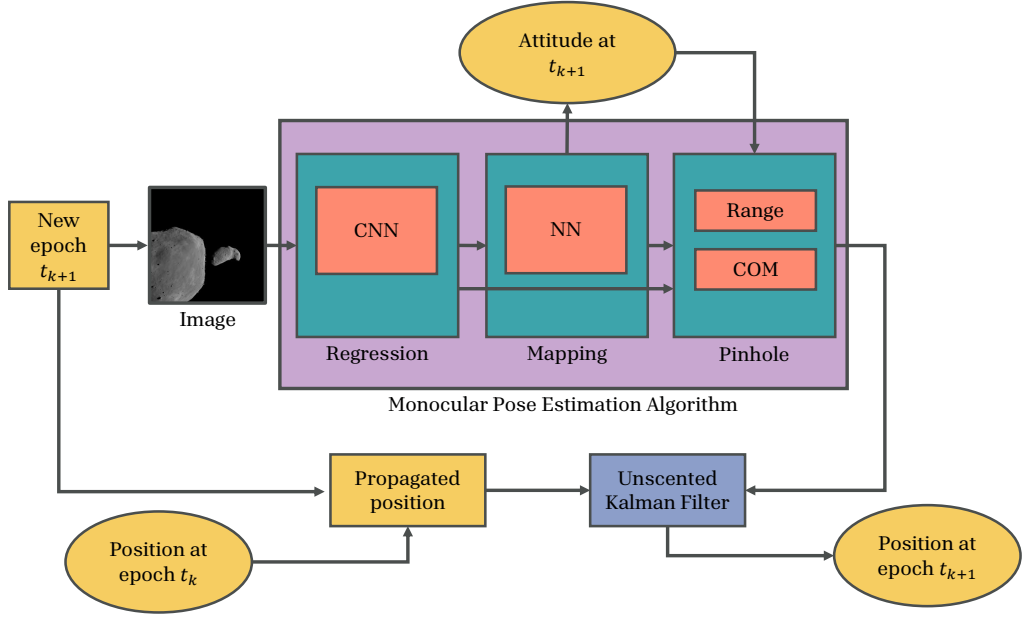 Attitude at
t_{k+1}
New
epoch
t_{k+1}
Image
CNN
Regression
NN
Mapping
Range
COM
Pinhole
Monocular Pose Estimation Algorithm
Propagated
position
Unscented
Kalman Filter
Position at
epoch t_k
Position at
epoch t_{k+1}